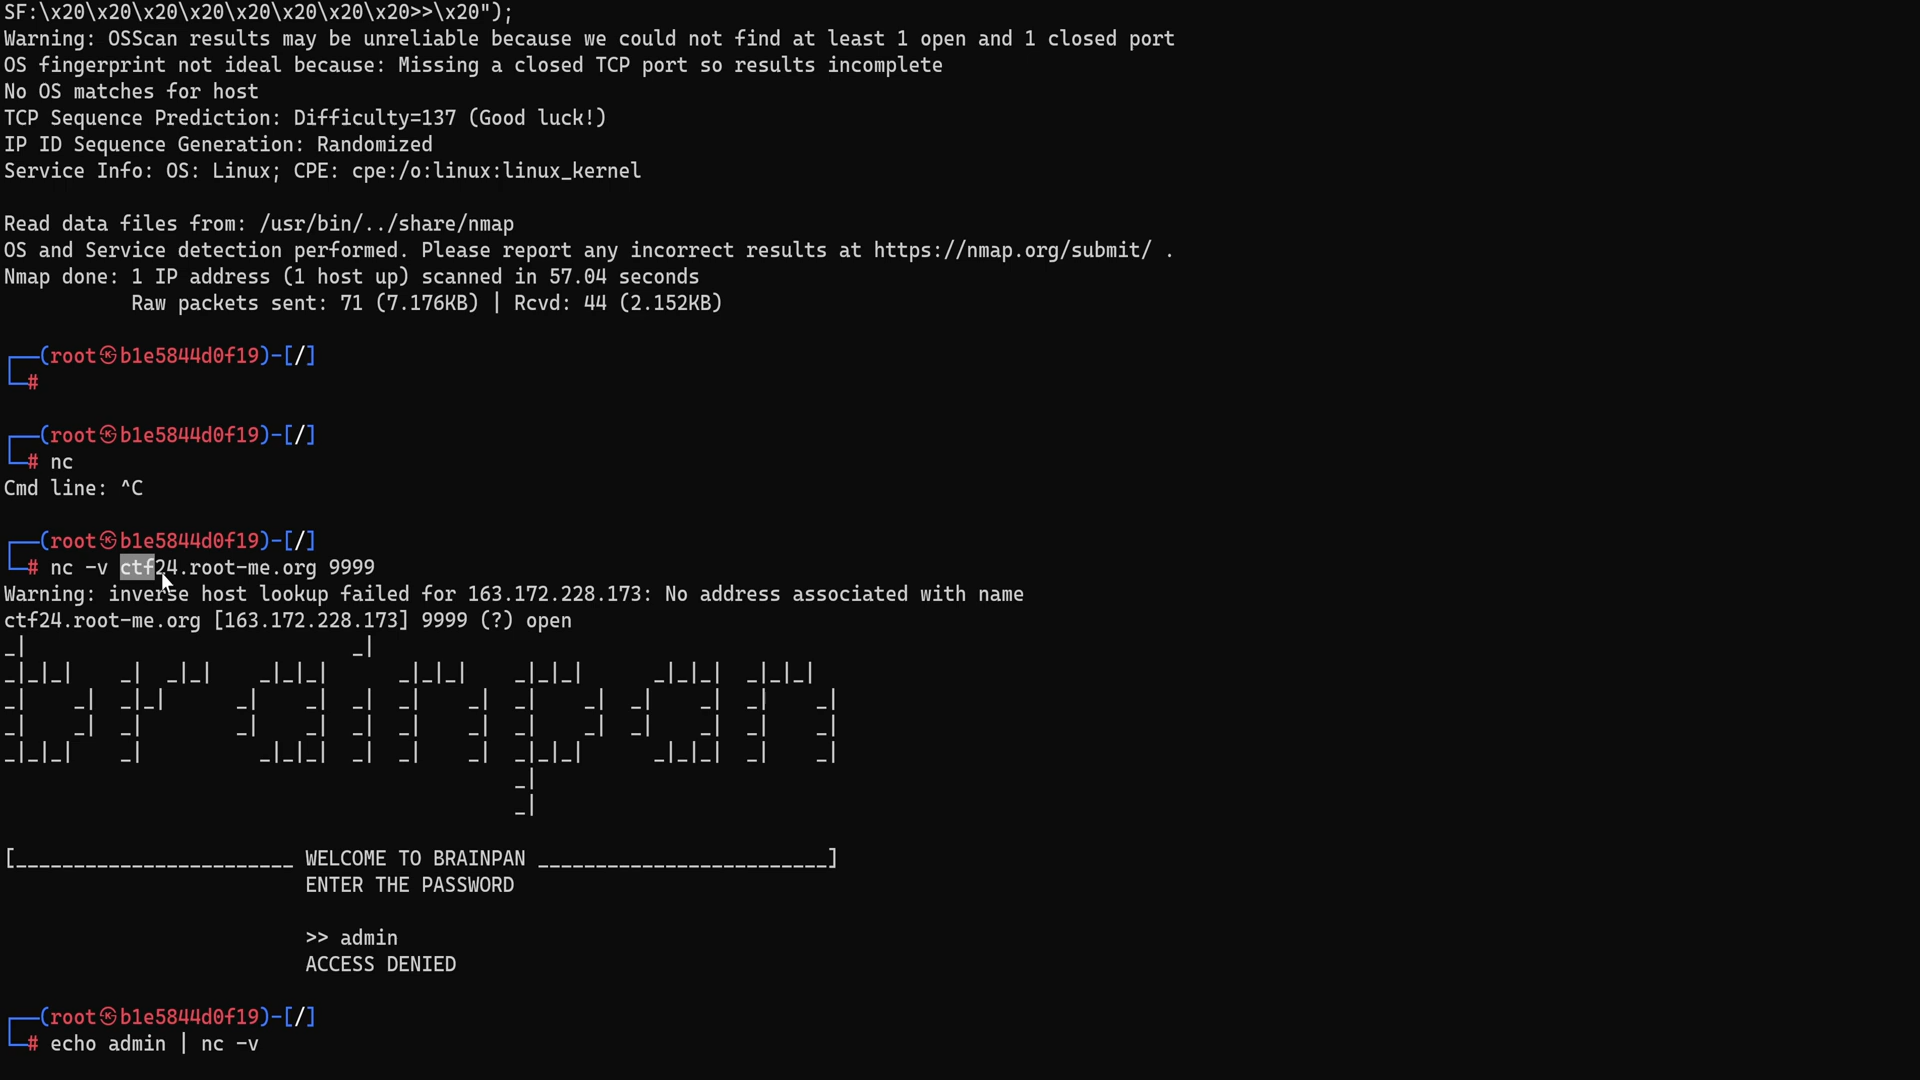 SF:\x20\x20\x20\x20\x20\x20\x20\x20>>\x20");
Warning: OSScan results may be unreliable because we could not find at least 1 open and 1 closed port
OS fingerprint not ideal because: Missing a closed TCP port so results incomplete
No OS matches for host
TCP Sequence Prediction: Difficulty=137 (Good luck!)
IP ID Sequence Generation: Randomized
Service Info: OS: Linux; CPE: cpe:/o:linux:linux_kernel
Read data files from: /usr/bin/../share/nmap
OS and Service detection performed. Please report any incorrect results at https://nmap.org/submit/ .
Nmap done: 1 IP address (1 host up) scanned in 57.04 seconds
Raw packets sent: 71 (7.176KB) | Rcvd: 44 (2.152KB)
┌──(root㉿b1e5844d0f19)-[/]
└─#
┌──(root㉿b1e5844d0f19)-[/]
└─# nc
Cmd line: ^C
┌──(root㉿b1e5844d0f19)-[/]
└─# nc -v ctf24.root-me.org 9999
Warning: inverse host lookup failed for 163.172.228.173: No address associated with name
ctf24.root-me.org [163.172.228.173] 9999 (?) open
_|                            _|
_|_|_|    _|  _|_|    _|_|_|      _|_|_|    _|_|_|      _|_|_|  _|_|_|
_|    _|  _|_|      _|    _|  _|  _|    _|  _|    _|  _|    _|  _|    _|
_|    _|  _|        _|    _|  _|  _|    _|  _|    _|  _|    _|  _|    _|
_|_|_|    _|          _|_|_|  _|  _|    _|  _|_|_|      _|_|_|  _|    _|
                                            _|
                                            _|
[________________________ WELCOME TO BRAINPAN _________________________]
ENTER THE PASSWORD
>> admin
ACCESS DENIED
┌──(root㉿b1e5844d0f19)-[/]
└─# echo admin | nc -v